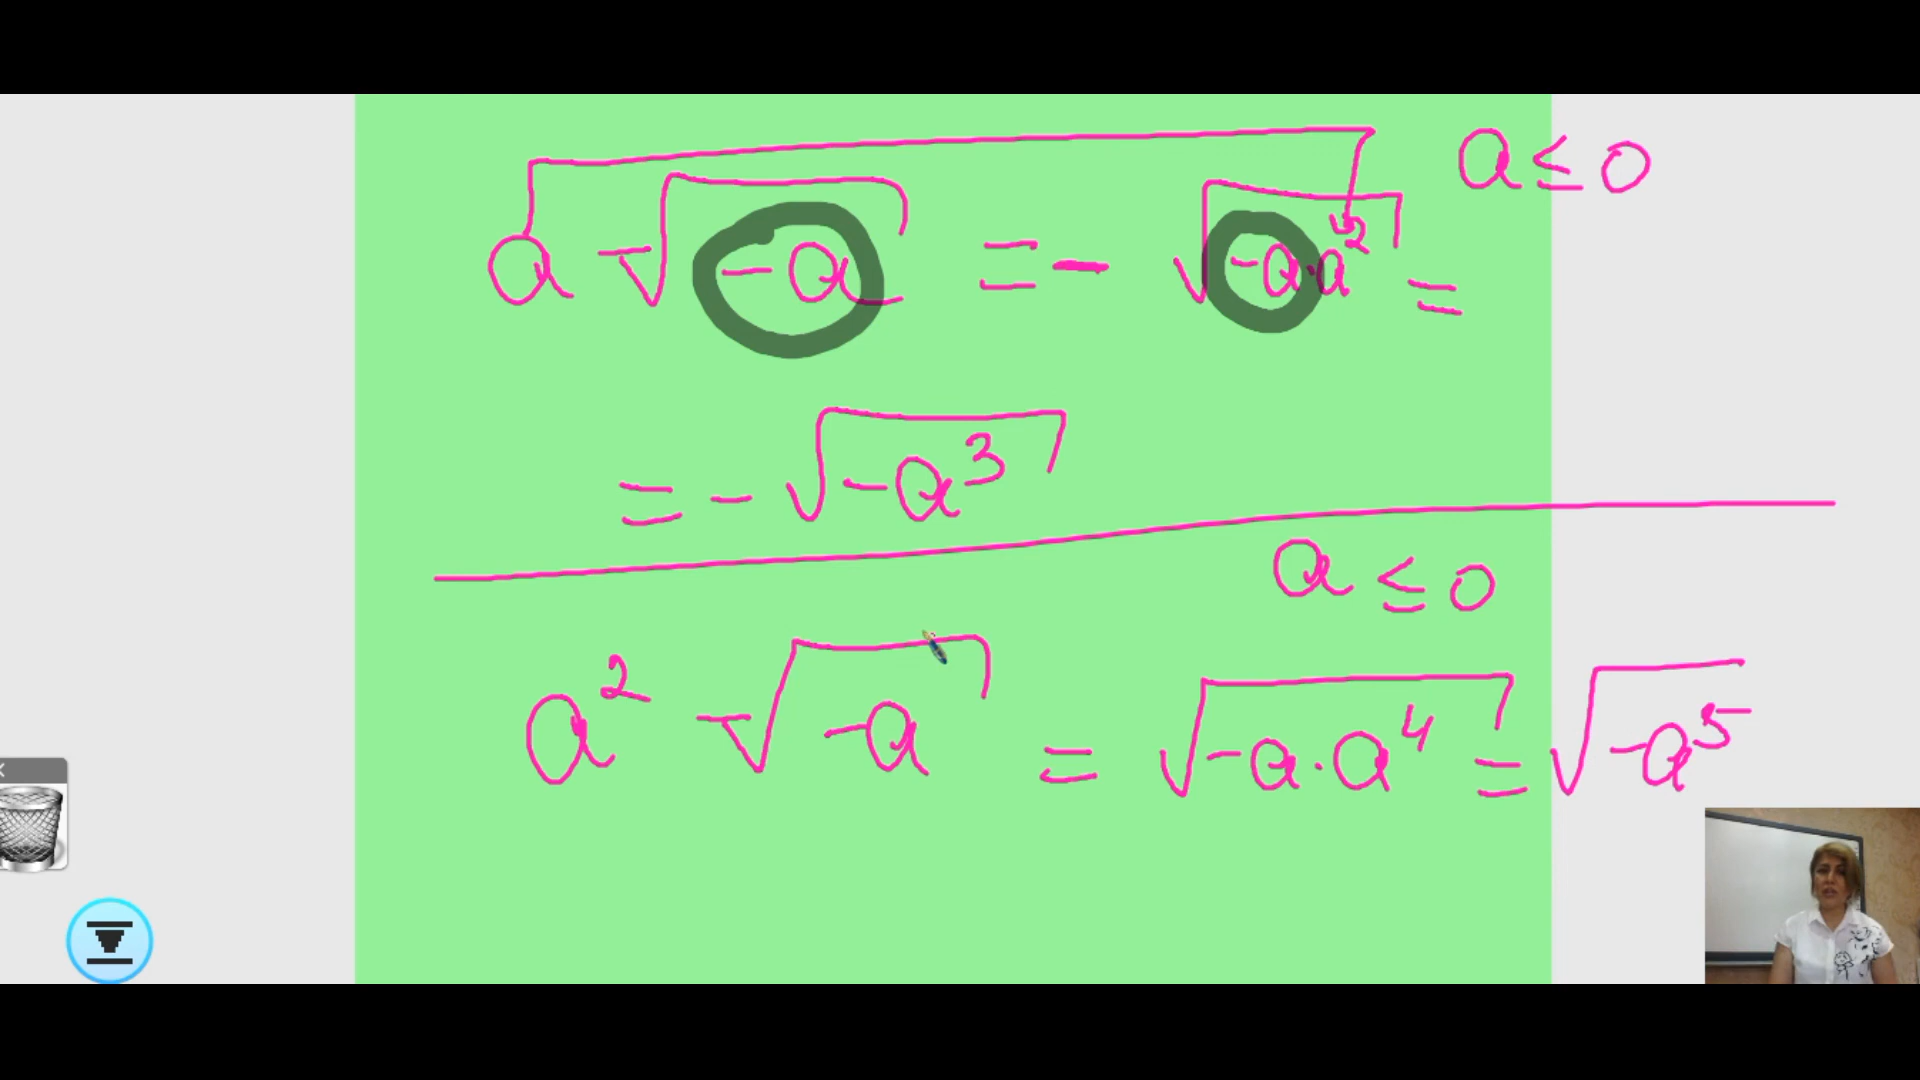 a √-a = - √-a·a² = a ≤ 0
= - √-a³
a ≤ 0
a² √-a = √-a·a⁴ = √-a⁵